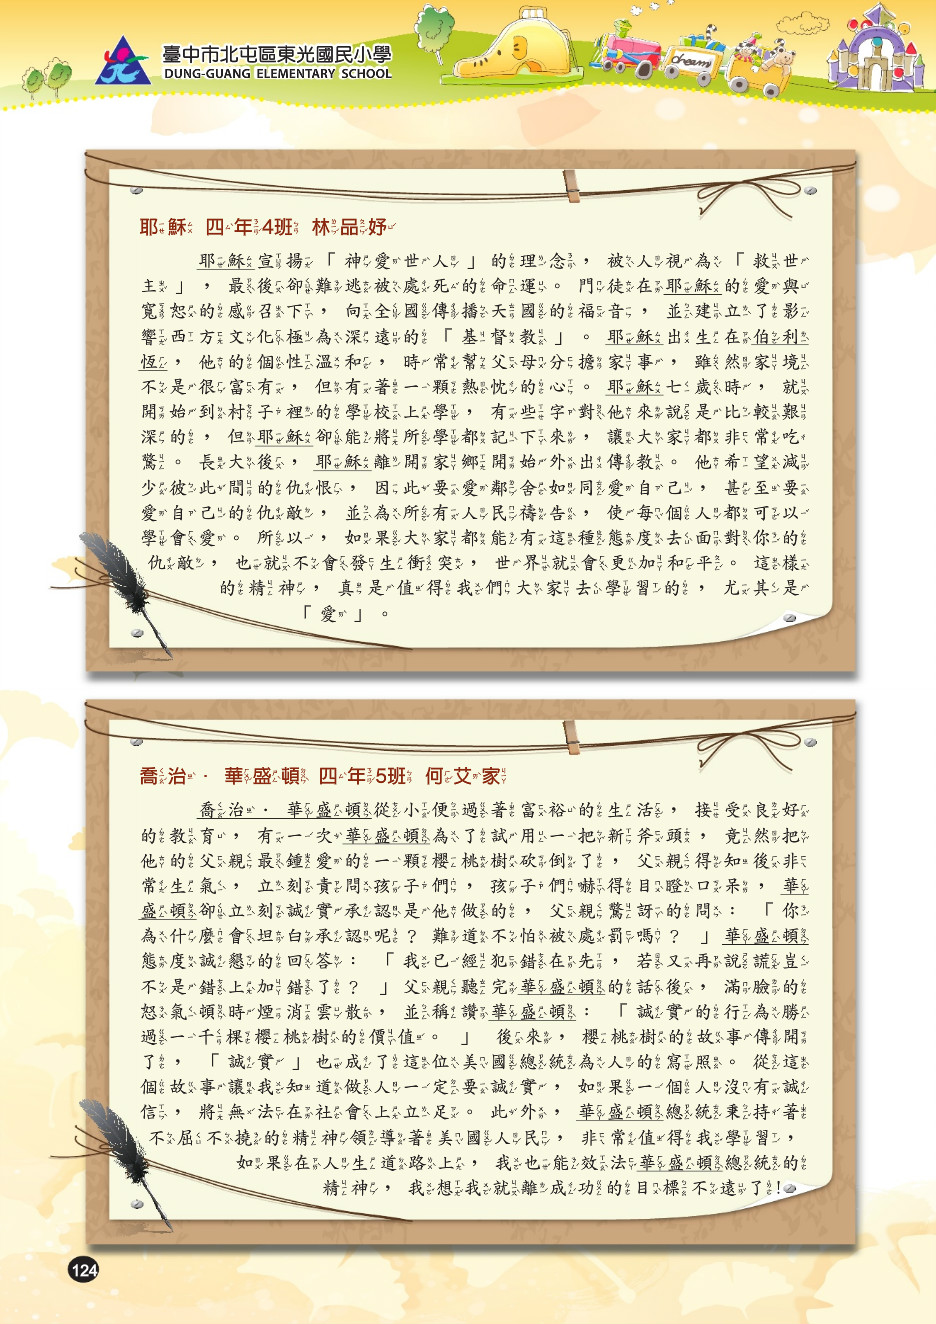 臺中市北屯區東光國民小學
DUNG-GUANG ELEMENTARY SCHOOL
dream
耶穌 四年4班 林品妤
耶穌宣揚「神愛世人」的理念，被人視為「救世
主」，最後卻難逃被處死的命運。門徒在耶穌的愛與
寬恕的感召下，向全國傳播天國的福音，並建立了影
響西方文化極為深遠的「基督教」。耶穌出生在伯利
恆，他的個性溫和，時常幫父母分擔家事，雖然家境
不是很富有，但有著一顆熱忱的心。耶穌七歲時，就
開始到村子裡的學校上學，有些字對他來說是比較艱
深的，但耶穌卻能將所學都記下來，讓大家都非常吃
驚。長大後，耶穌離開家鄉開始外出傳教。他希望減
少彼此間的仇恨，因此要愛鄰舍如同愛自己，甚至要
愛自己的仇敵，並為所有人民禱告，使每個人都可以
學會愛。所以，如果大家都能有這種態度去面對你的
仇敵，也就不會發生衝突，世界就會更加和平。這樣
的精神，真是值得我們大家去學習的，尤其是
「愛」。
喬治．華盛頓 四年5班 何艾家
喬治．華盛頓從小便過著富裕的生活，接受良好
的教育，有一次華盛頓為了試用一把新斧頭，竟然把
他的父親最鍾愛的一顆櫻桃樹砍倒了，父親得知後非
常生氣，立刻責問孩子們，孩子們嚇得目瞪口呆，華
盛頓卻立刻誠實承認是他做的，父親驚訝的問：「你
為什麼會坦白承認呢？難道不怕被處罰嗎？」華盛頓
態度誠懇的回答：「我已經犯錯在先，若又再說謊豈
不是錯上加錯了？」父親聽完華盛頓的話後，滿臉的
怒氣頓時煙消雲散，並稱讚華盛頓：「誠實的行為勝
過一千棵櫻桃樹的價值。」後來，櫻桃樹的故事傳開
了，「誠實」也成了這位美國總統為人的寫照。從這
個故事讓我知道做人一定要誠實，如果一個人沒有誠
信，將無法在社會上立足。此外，華盛頓總統秉持著
不屈不撓的精神領導著美國人民，非常值得我學習，
如果在人生道路上，我也能效法華盛頓總統的
精神，我想我就離成功的目標不遠了！
124